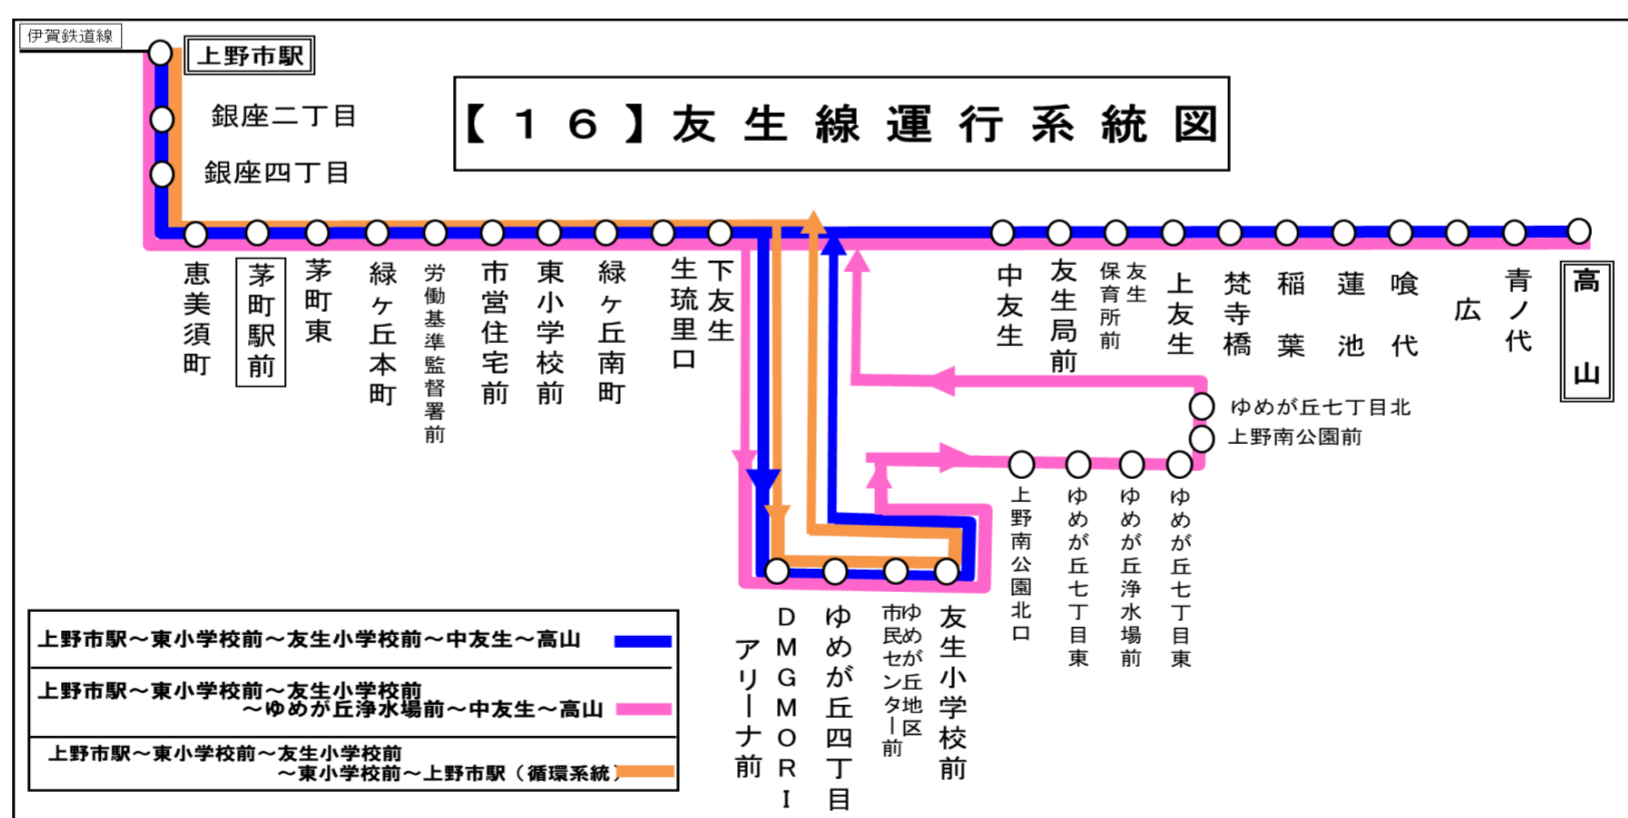 伊賀鉄道線
上野市駅
銀座二丁目
銀座四丁目
【１６】友生線運行系統図
恵美須町
茅町駅前
茅町東
緑ヶ丘本町
労働基準監督署前
市営住宅前
東小学校前
緑ヶ丘南町
生琉里口
下友生
中友生
友生局前
友生
保育所前
上友生
梵寺橋
稲葉
蓮池
喰代
広
青ノ代
高山
ゆめが丘七丁目北
上野南公園前
上野南公園北口
ゆめが丘七丁目東
ゆめが丘浄水場前
ゆめが丘七丁目東
ＤＭＧＭＯＲＩ
アリーナ前
ゆめが丘四丁目
ゆめが丘地区
市民センター前
友生小学校前
上野市駅～東小学校前～友生小学校前～中友生～高山
上野市駅～東小学校前～友生小学校前
～ゆめが丘浄水場前～中友生～高山
上野市駅～東小学校前～友生小学校前
～東小学校前～上野市駅（循環系統）